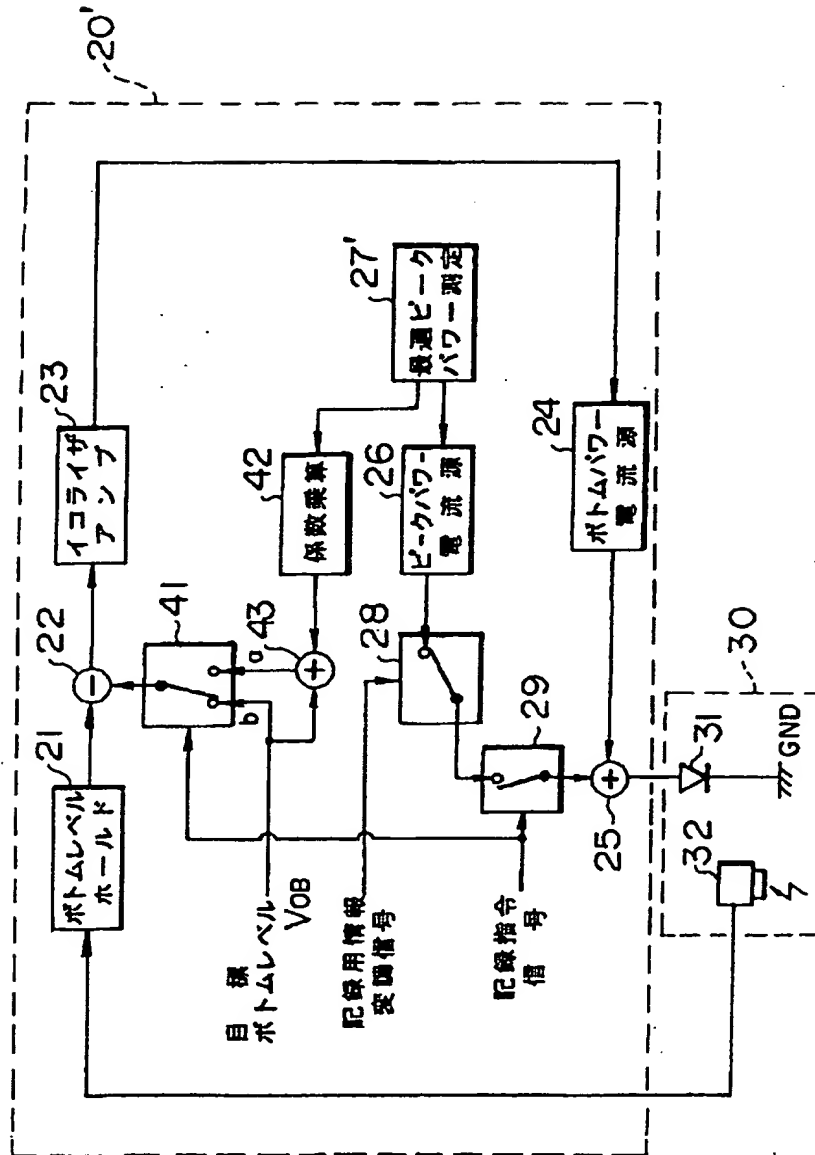 20'
21
ボトムレベル
ホールド
22
−
23
イコライザ
アンプ
41
a
b
43
+
42
係数乗算
27'
最適ピーク
パワー測定
26
ピークパワー
電流源
28
29
24
ボトムパワー
電流源
25
+
目標
ボトムレベル
VOB
記録用情報
変調信号
記録指令
信号
30
31
32
GND